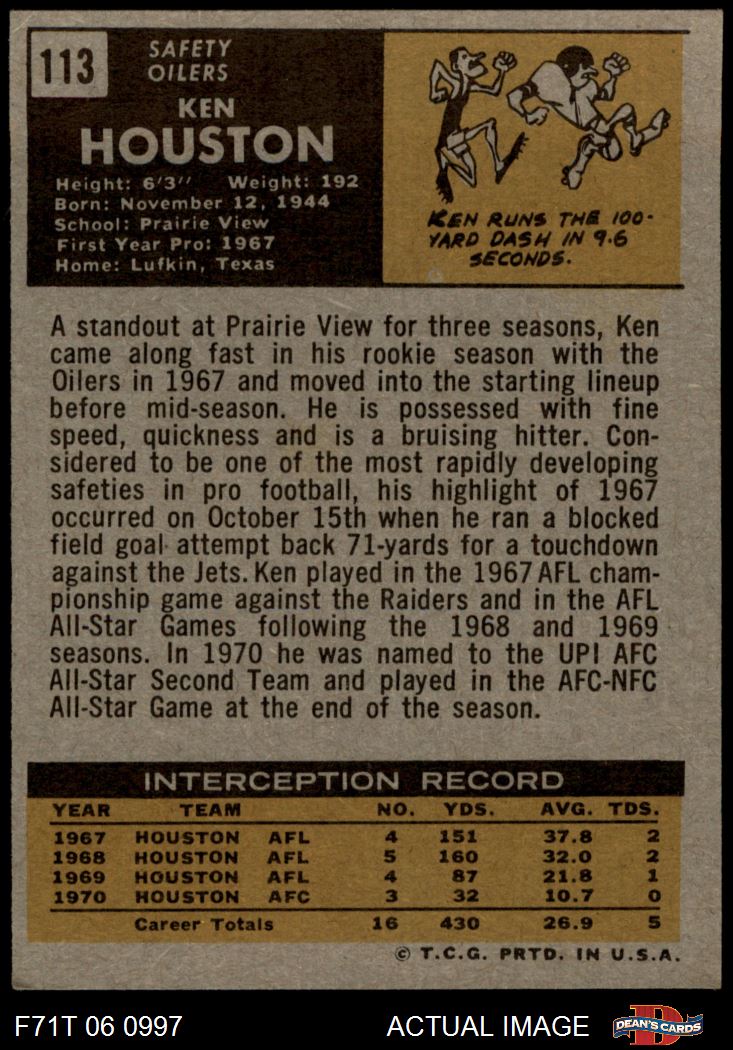 113
SAFETY
OILERS
KEN
HOUSTON
Height: 6'3'' Weight: 192
Born: November 12, 1944
School: Prairie View
First Year Pro: 1967
Home: Lufkin, Texas
KEN RUNS THE 100-
YARD DASH IN 9.6
SECONDS.
A standout at Prairie View for three seasons, Ken
came along fast in his rookie season with the
Oilers in 1967 and moved into the starting lineup
before mid-season. He is possessed with fine
speed, quickness and is a bruising hitter. Con-
sidered to be one of the most rapidly developing
safeties in pro football, his highlight of 1967
occurred on October 15th when he ran a blocked
field goal attempt back 71-yards for a touchdown
against the Jets. Ken played in the 1967 AFL cham-
pionship game against the Raiders and in the AFL
All-Star Games following the 1968 and 1969
seasons. In 1970 he was named to the UPI AFC
All-Star Second Team and played in the AFC-NFC
All-Star Game at the end of the season.
INTERCEPTION RECORD
YEAR TEAM NO. YDS. AVG. TDS.
1967 HOUSTON AFL 4 151 37.8 2
1968 HOUSTON AFL 5 160 32.0 2
1969 HOUSTON AFL 4 87 21.8 1
1970 HOUSTON AFC 3 32 10.7 0
Career Totals 16 430 26.9 5
© T.C.G. PRTD. IN U.S.A.
F71T 06 0997 ACTUAL IMAGE D DEAN'S CARDS